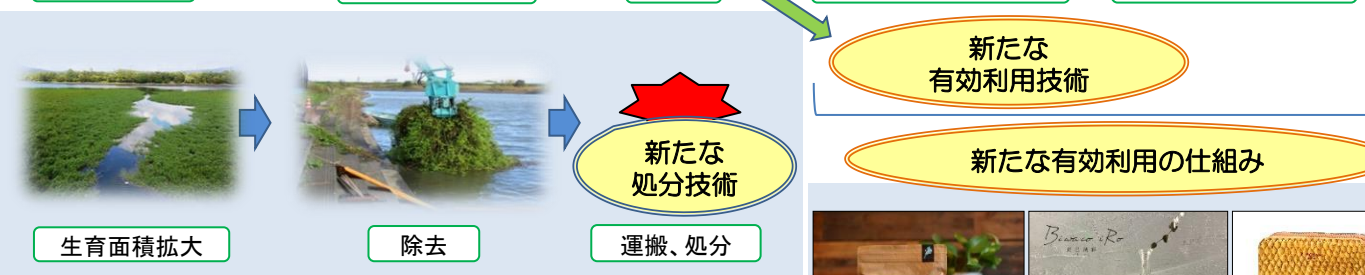 新たな
有効利用技術
新たな
処分技術
新たな有効利用の仕組み
生育面積拡大
除去
運搬、処分